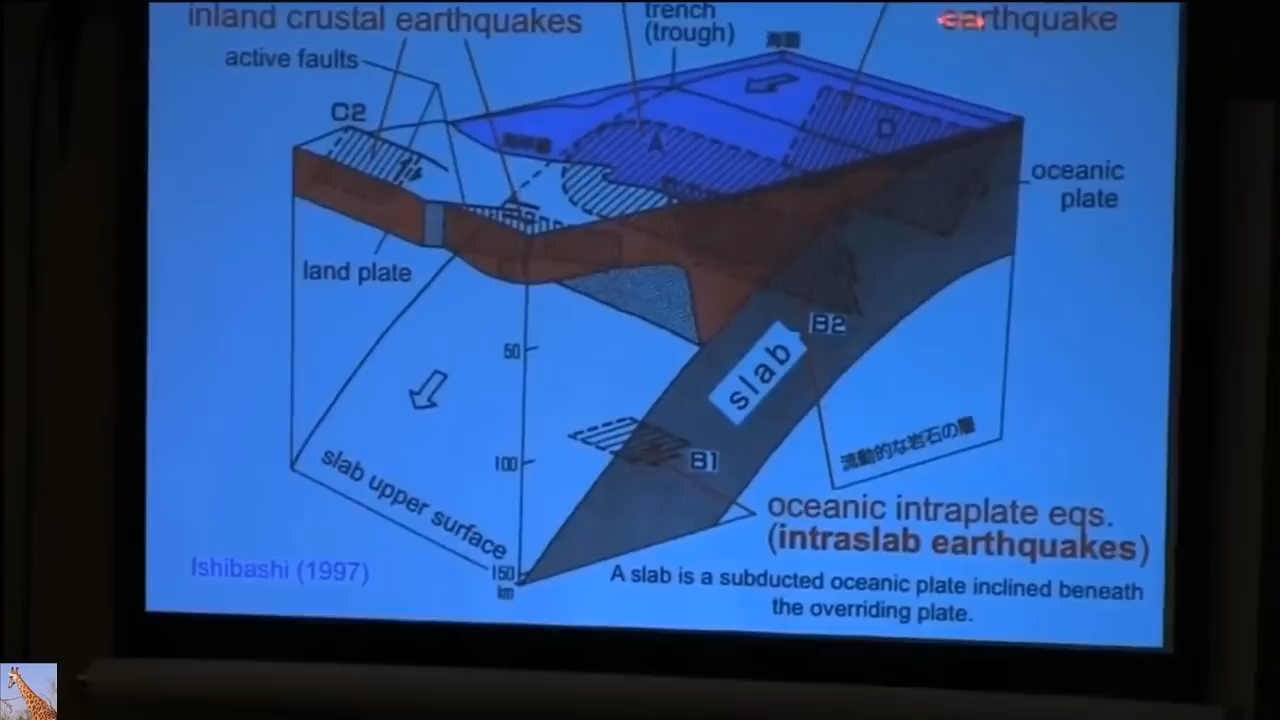 inland crustal earthquakes
trench
(trough)
earthquake
active faults
C2
A
D
oceanic
plate
land plate
B2
50
slab
B1
100
流動的な岩石の層
slab upper surface
oceanic intraplate eqs.
(intraslab earthquakes)
Ishibashi (1997)
150
km
A slab is a subducted oceanic plate inclined beneath
the overriding plate.